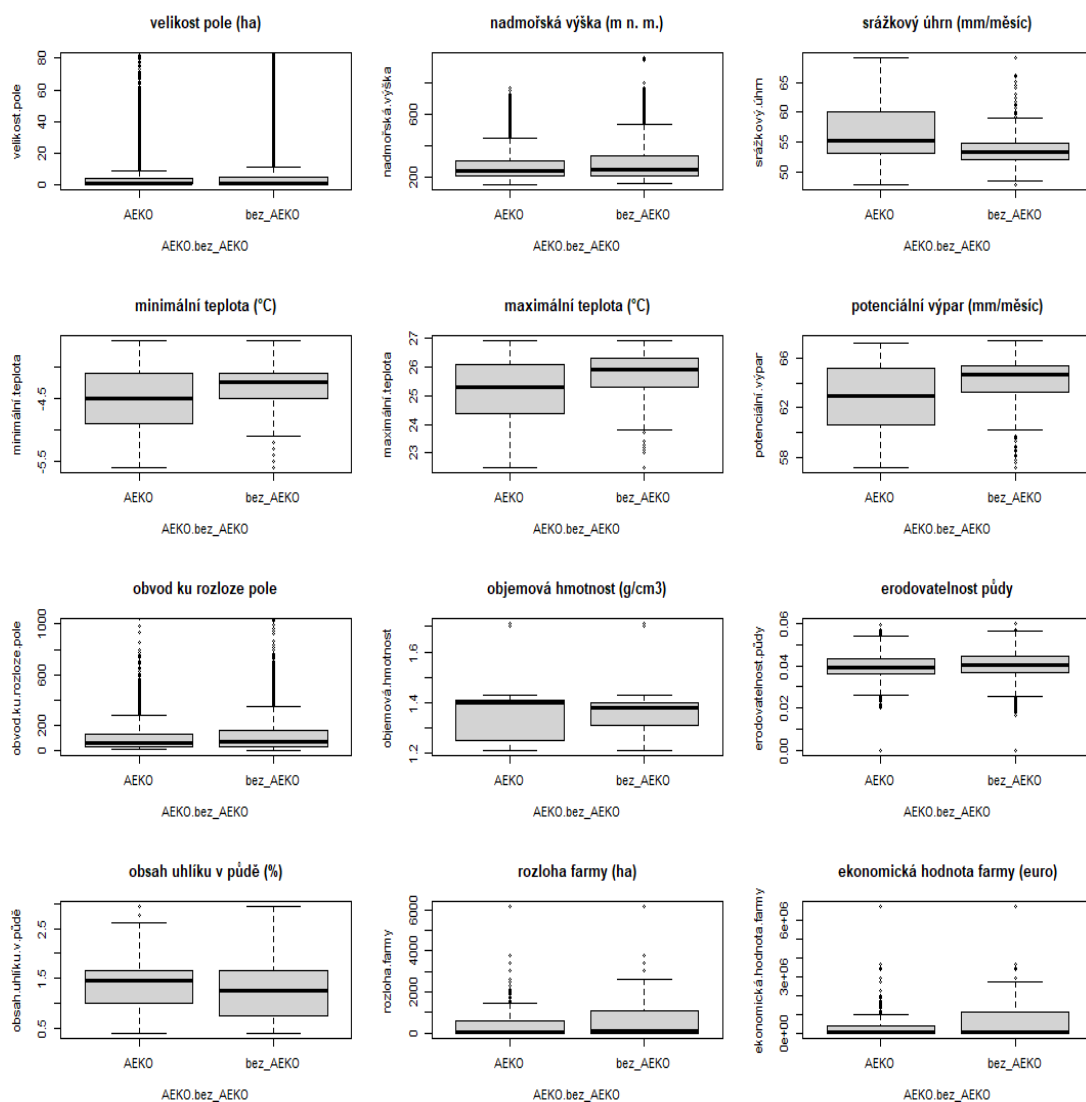 velikost pole (ha)
velikost.pole
0 20 40 60 80
AEKO bez_AEKO
AEKO.bez_AEKO
nadmořská výška (m n. m.)
nadmořská.výška
200 600
AEKO bez_AEKO
AEKO.bez_AEKO
srážkový úhrn (mm/měsíc)
srážkový.úhrn
50 55 60 65
AEKO bez_AEKO
AEKO.bez_AEKO
minimální teplota (°C)
minimální.teplota
-5.5 -4.5
AEKO bez_AEKO
AEKO.bez_AEKO
maximální teplota (°C)
maximální.teplota
23 24 25 26 27
AEKO bez_AEKO
AEKO.bez_AEKO
potenciální výpar (mm/měsíc)
potenciální.výpar
58 62 66
AEKO bez_AEKO
AEKO.bez_AEKO
obvod ku rozloze pole
obvod.ku.rozloze.pole
0 200 600 1000
AEKO bez_AEKO
AEKO.bez_AEKO
objemová hmotnost (g/cm3)
objemová.hmotnost
1.2 1.4 1.6
AEKO bez_AEKO
AEKO.bez_AEKO
erodovatelnost půdy
erodovatelnost.půdy
0.00 0.02 0.04 0.06
AEKO bez_AEKO
AEKO.bez_AEKO
obsah uhlíku v půdě (%)
obsah.uhlíku.v.půdě
0.5 1.5 2.5
AEKO bez_AEKO
AEKO.bez_AEKO
rozloha farmy (ha)
rozloha.farmy
0 2000 4000 6000
AEKO bez_AEKO
AEKO.bez_AEKO
ekonomická hodnota farmy (euro)
ekonomická.hodnota.farmy
0e+00 3e+06 6e+06
AEKO bez_AEKO
AEKO.bez_AEKO